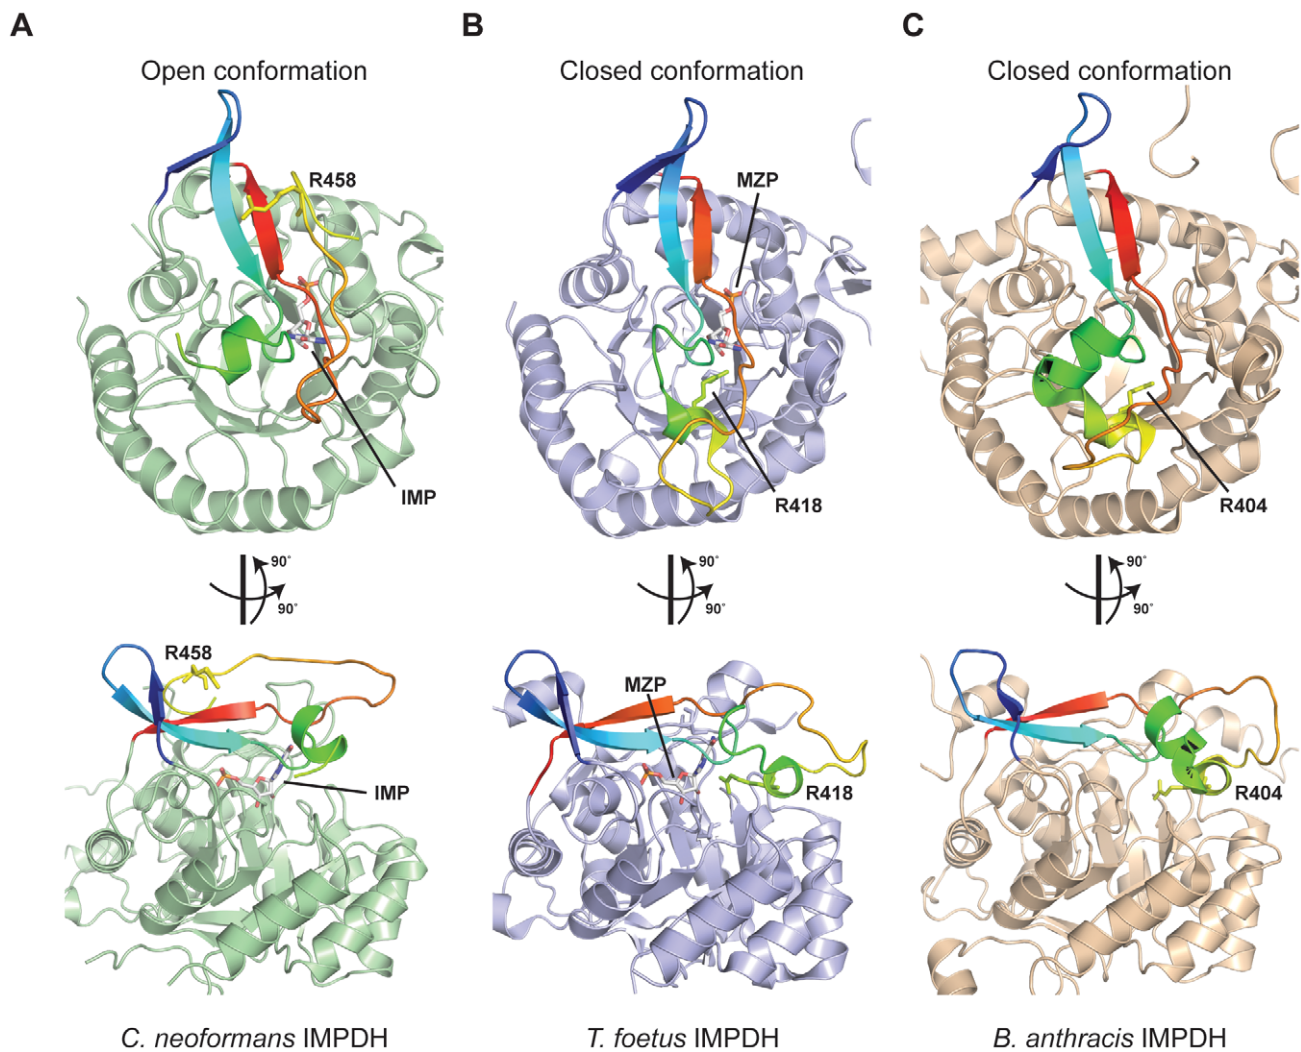 A
B
C
Open conformation
Closed conformation
Closed conformation
R458
IMP
MZP
R418
R404
90°
90°
90°
90°
90°
90°
R458
IMP
MZP
R418
R404
C. neoformans IMPDH
T. foetus IMPDH
B. anthracis IMPDH